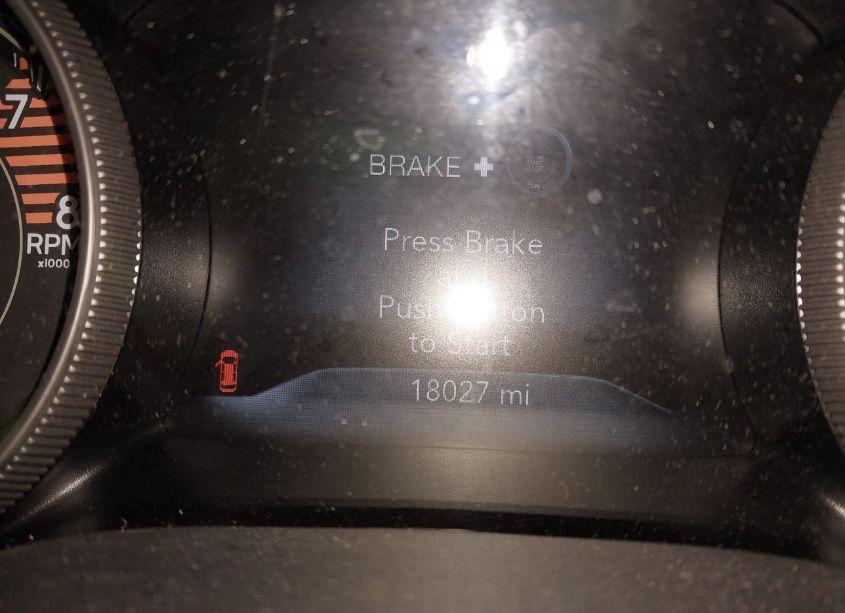 7
8
RPM
x1000
BRAKE +
Press Brake
to Start
18027 mi